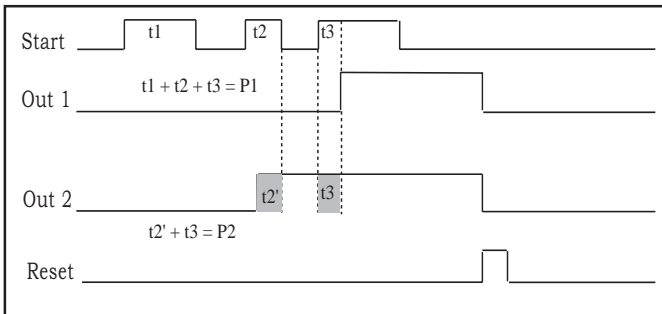 Start t1 t2 t3
t1 + t2 + t3 = P1
Out 1
Out 2 t2' t3
t2' + t3 = P2
Reset